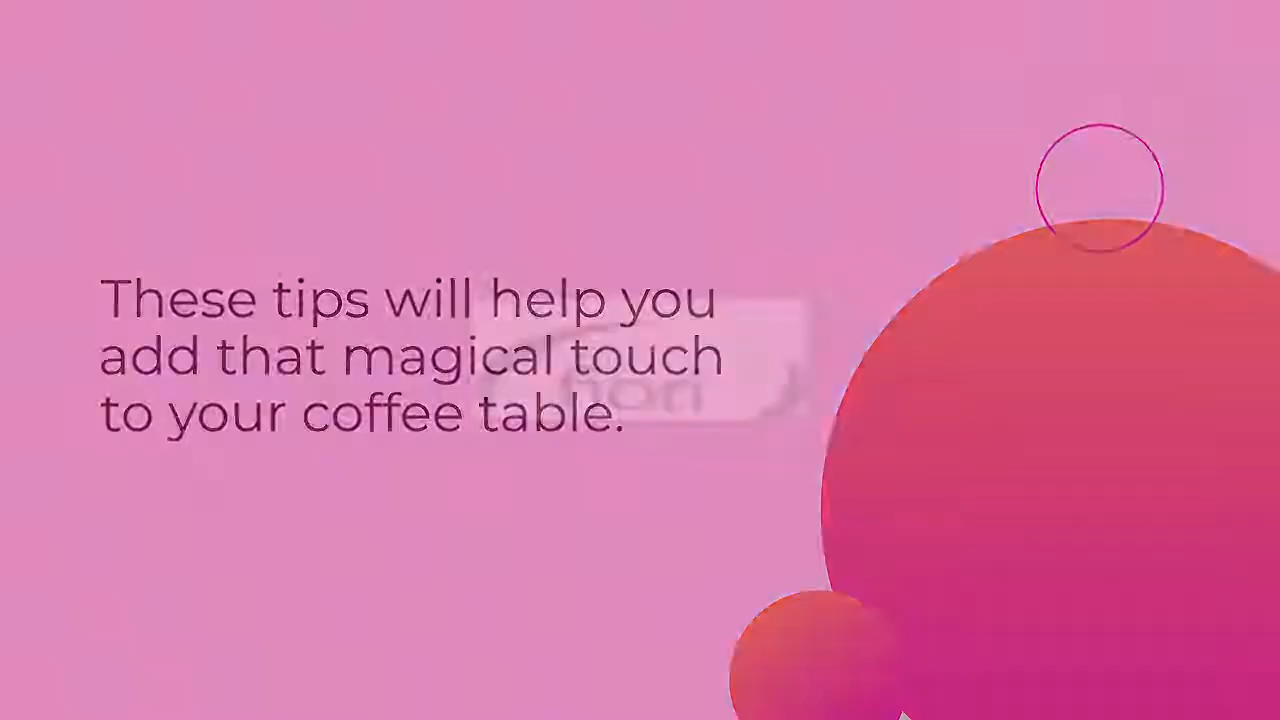 These tips will help you
add that magical touch
to your coffee table.